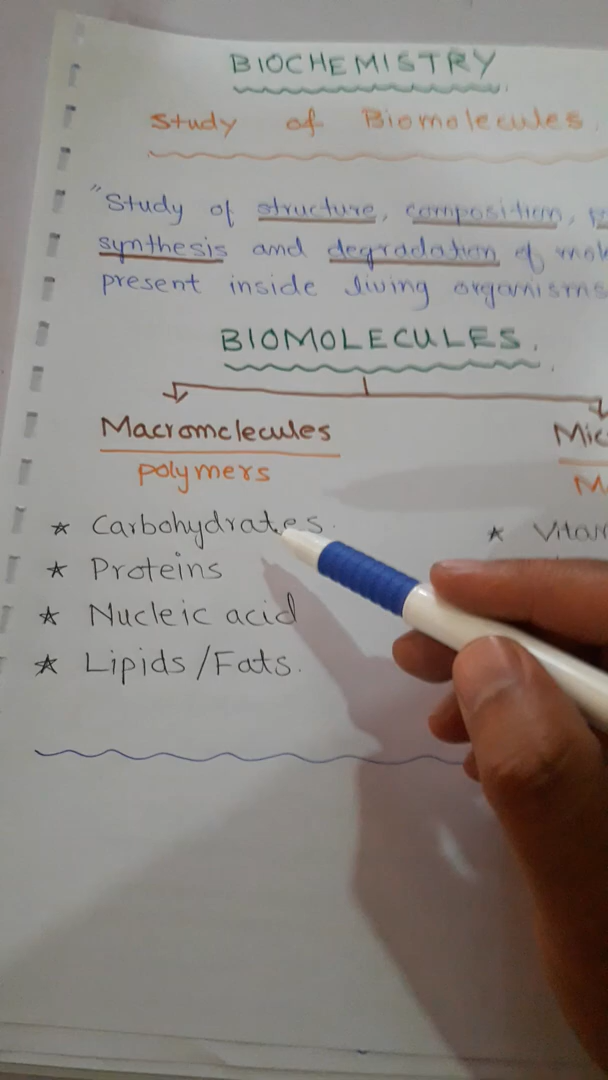 BIOCHEMISTRY
Study of Biomolecules.
"Study of structure, composition,
synthesis and degradation of
present inside living organisms
BIOMOLECULES.
Macromolecules
polymers
* Carbohydrates.
* Proteins
* Nucleic acid
* Lipids/Fats.
*